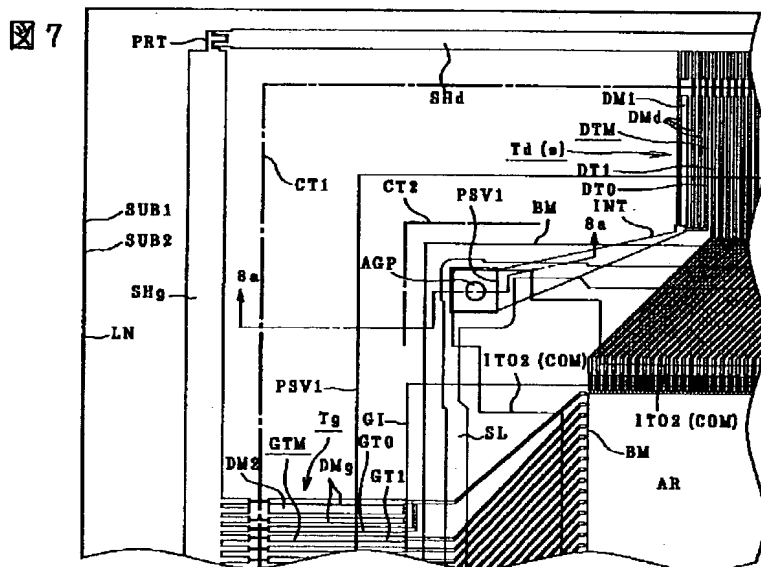 図 7
PRT
SHd
DM1
DMd
DTM
Td (s)
CT1
DT1
DT0
PSV1
CT2
BM
INT
8a
SUB1
SUB2
AGP
8a
SHg
LN
ITO2 (COM)
PSV1
Tg
GI
GTM
GT0
SL
ITO2 (COM)
DM2
DMg
GT1
BM
AR